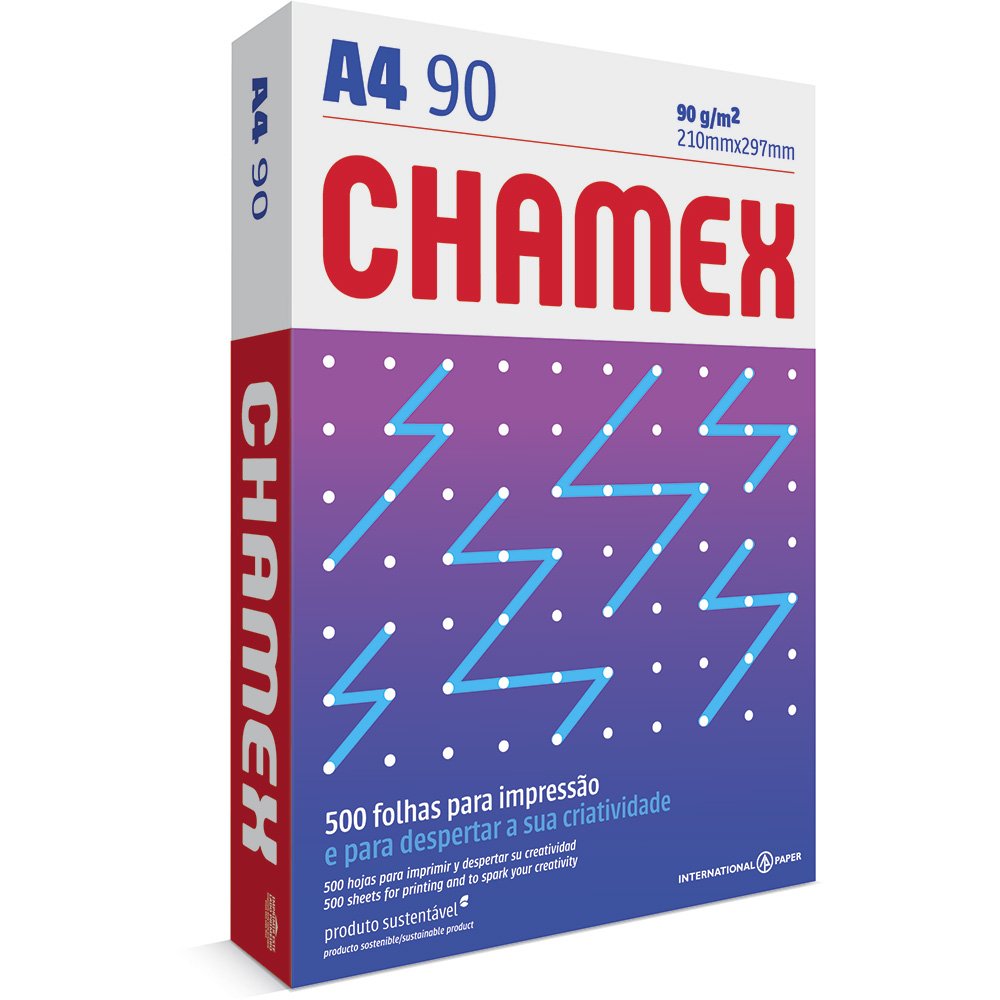 A4 90
90 g/m²
210mmx297mm
CHAMEX
500 folhas para impressão
e para despertar a sua criatividade
500 hojas para imprimir y despertar su creatividad
500 sheets for printing and to spark your creativity
produto sustentável
producto sostenible/sustainable product
INTERNATIONAL PAPER
A4 90
CHAMEX